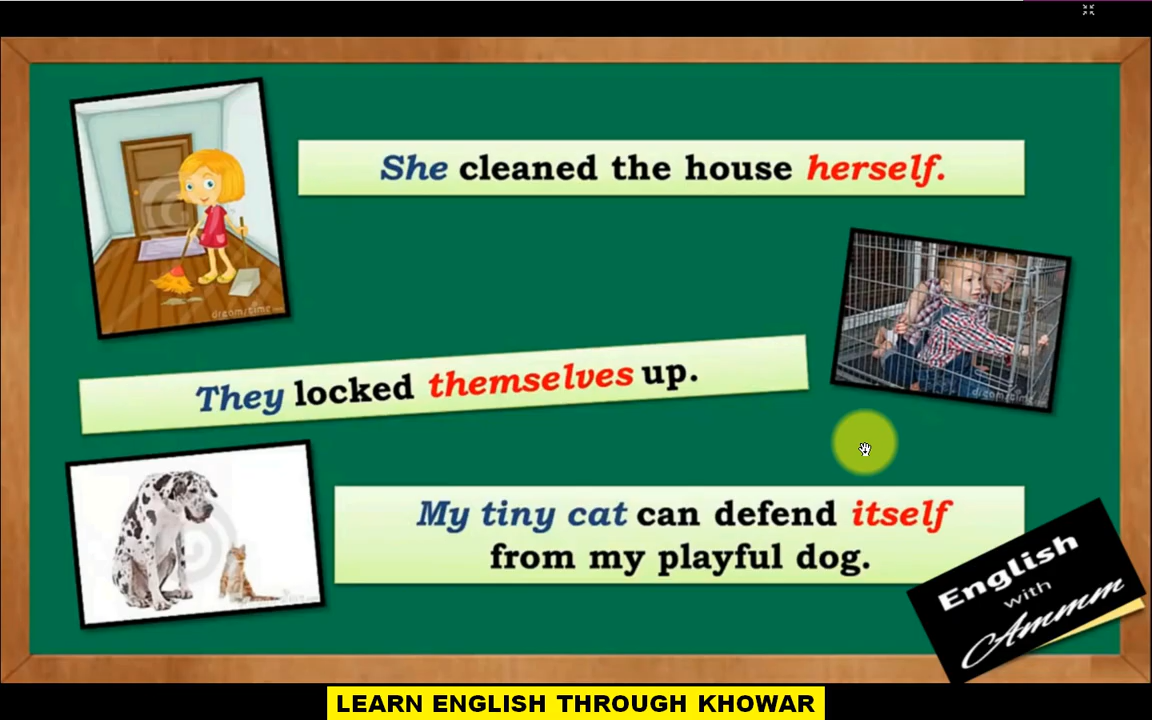 She cleaned the house herself.
They locked themselves up.
My tiny cat can defend itself
from my playful dog.
English
with
Ammm
dreamstime
LEARN ENGLISH THROUGH KHOWAR